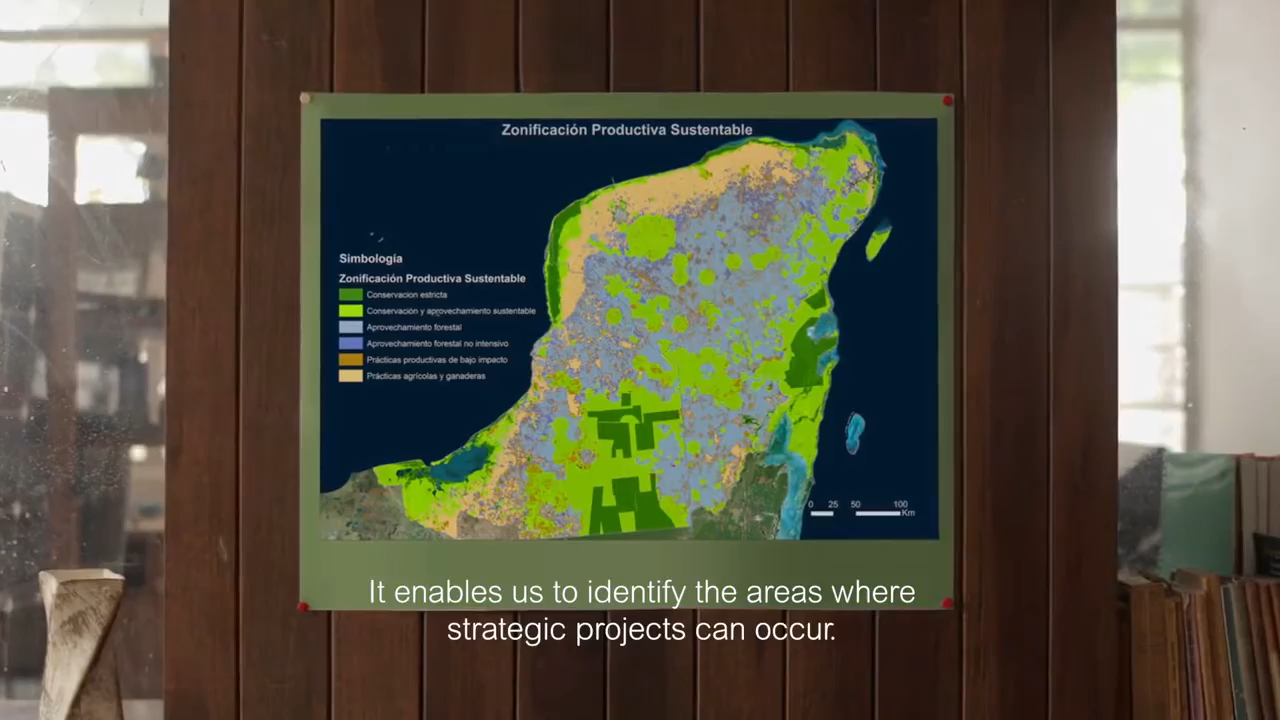 Zonificación Productiva Sustentable
Simbología
Zonificación Productiva Sustentable
Conservacion estricta
Conservación y aprovechamiento sustentable
Aprovechamiento forestal
Aprovechamiento forestal no intensivo
Prácticas productivas de bajo impacto
Prácticas agrícolas y ganaderas
0 25 50 100
Km
It enables us to identify the areas where
strategic projects can occur.